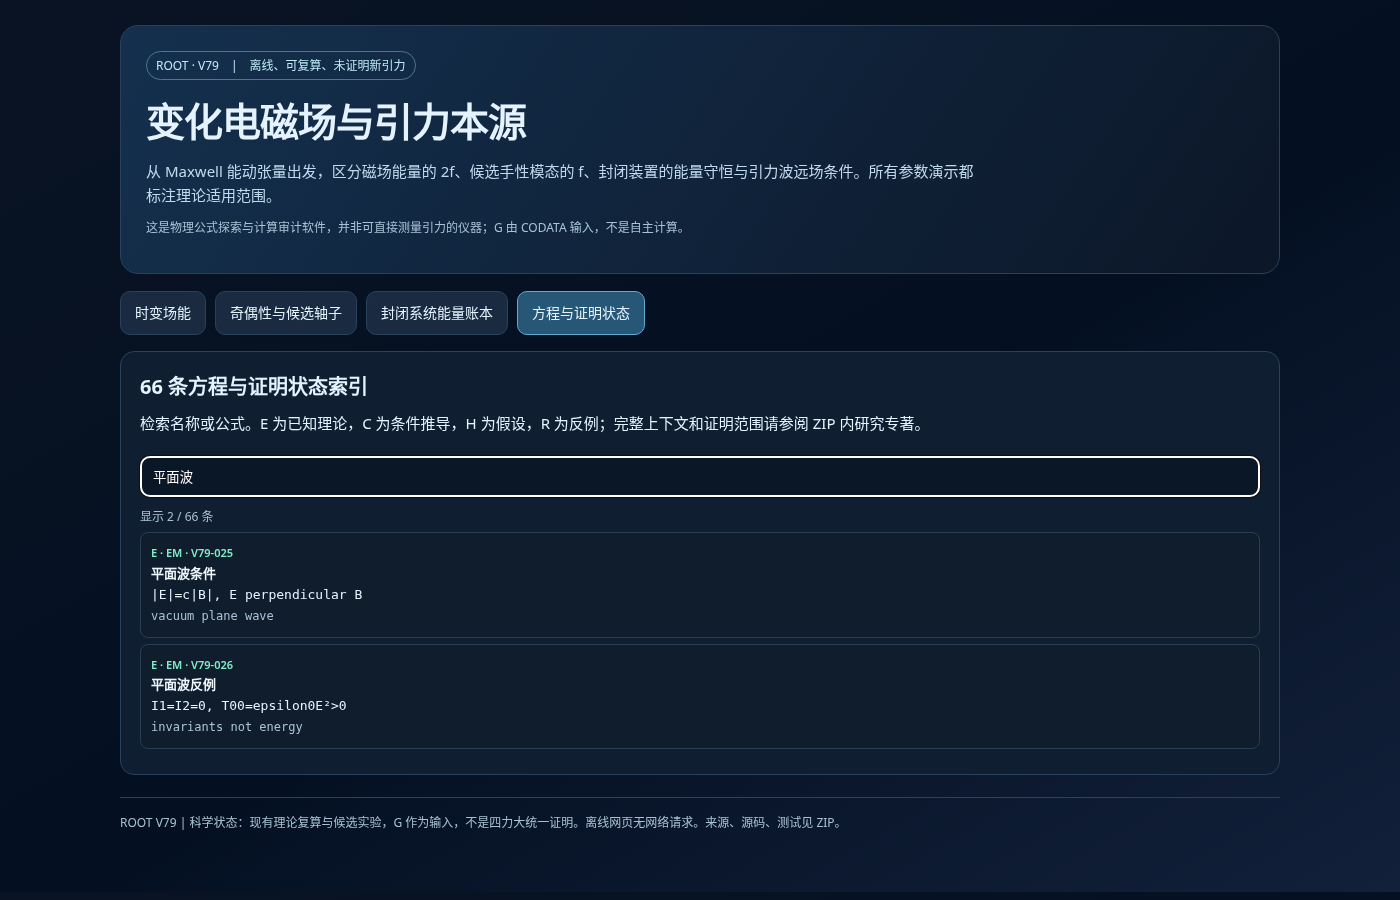 ROOT · V79 | 离线、可复算、未证明新引力
变化电磁场与引力本源
从 Maxwell 能动张量出发，区分磁场能量的 2f、候选手性模态的 f、封闭装置的能量守恒与引力波远场条件。所有参数演示都
标注理论适用范围。
这是物理公式探索与计算审计软件，并非可直接测量引力的仪器；G 由 CODATA 输入，不是自主计算。
时变场能
奇偶性与候选轴子
封闭系统能量账本
方程与证明状态
66 条方程与证明状态索引
检索名称或公式。E 为已知理论，C 为条件推导，H 为假设，R 为反例；完整上下文和证明范围请参阅 ZIP 内研究专著。
平面波
显示 2 / 66 条
E · EM · V79-025
平面波条件
|E|=c|B|, E perpendicular B
vacuum plane wave
E · EM · V79-026
平面波反例
I1=I2=0, T00=epsilon0E²>0
invariants not energy
ROOT V79 | 科学状态：现有理论复算与候选实验，G 作为输入，不是四力大统一证明。离线网页无网络请求。来源、源码、测试见 ZIP。